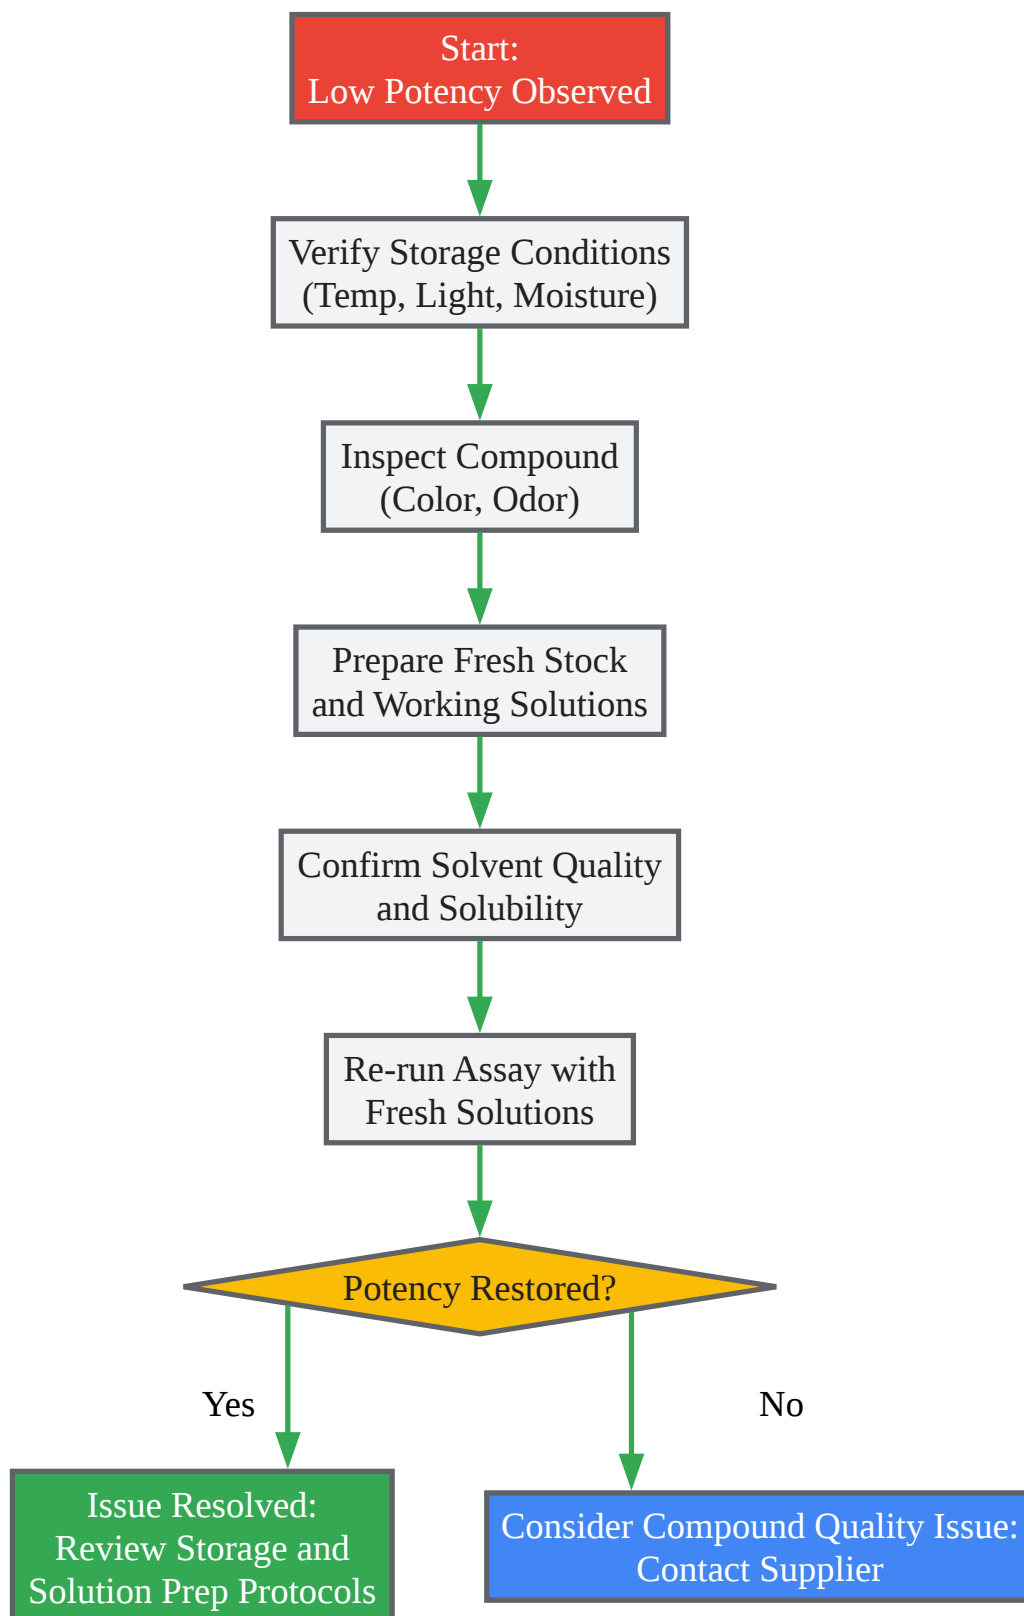 Start:
Low Potency Observed
Verify Storage Conditions
(Temp, Light, Moisture)
Inspect Compound
(Color, Odor)
Prepare Fresh Stock
and Working Solutions
Confirm Solvent Quality
and Solubility
Re-run Assay with
Fresh Solutions
Potency Restored?
Yes
No
Issue Resolved:
Review Storage and
Solution Prep Protocols
Consider Compound Quality Issue:
Contact Supplier